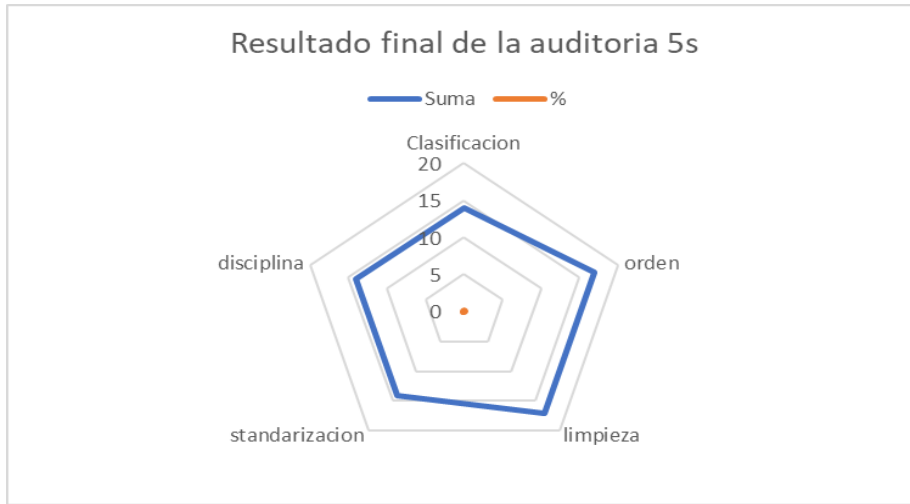 Resultado final de la auditoria 5s
Suma %
Clasificacion
20
15
10
5
0
orden
limpieza
standarizacion
disciplina